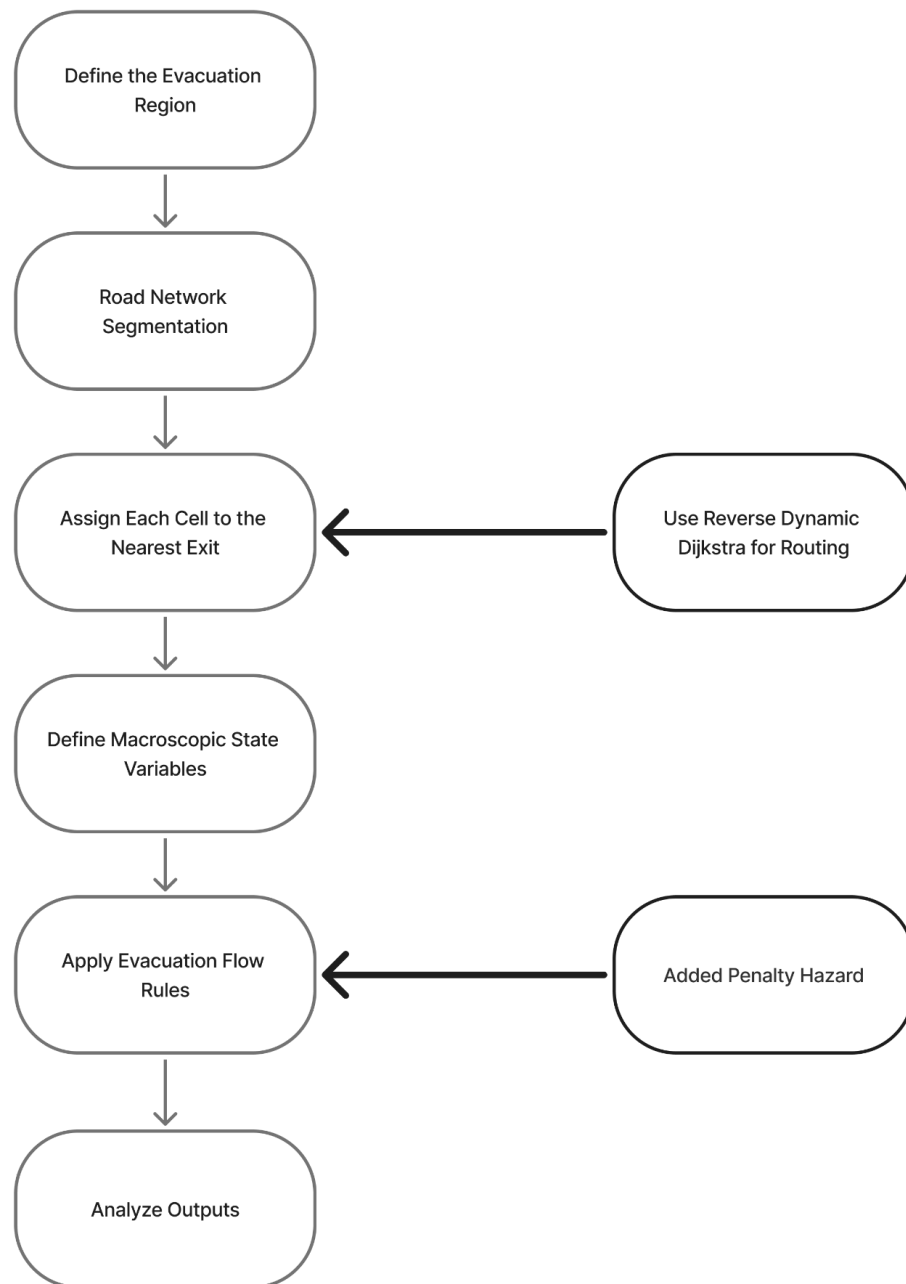 Define the Evacuation
Region
Road Network
Segmentation
Assign Each Cell to the
Nearest Exit
Use Reverse Dynamic
Dijkstra for Routing
Define Macroscopic State
Variables
Apply Evacuation Flow
Rules
Added Penalty Hazard
Analyze Outputs